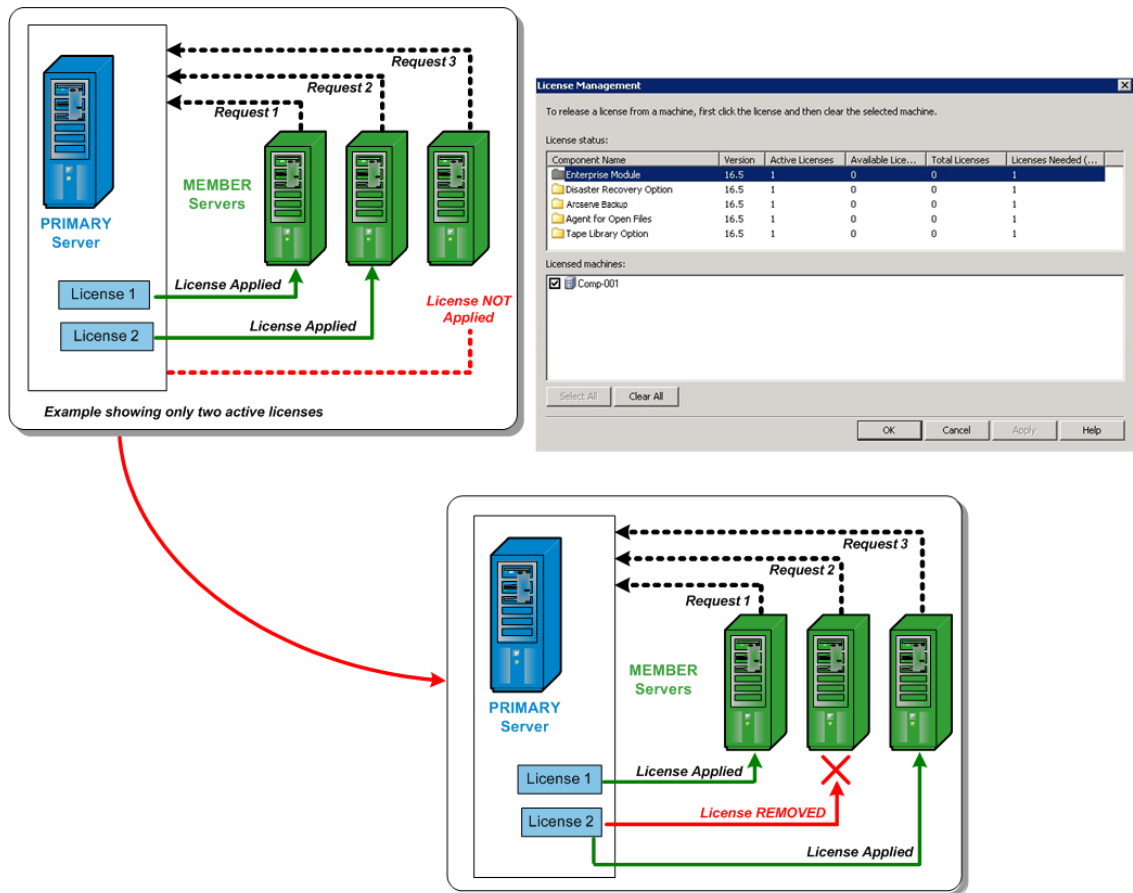 Request 3
Request 2
Request 1
MEMBER
Servers
PRIMARY
Server
License 1
License Applied
License 2
License Applied
License NOT
Applied
Example showing only two active licenses
License Management
To release a license from a machine, first click the license and then clear the selected machine.
License status:
Component Name Version Active Licenses Available Lice... Total Licenses Licenses Needed (...
Enterprise Module 16.5 1 0 0 1
Disaster Recovery Option 16.5 1 0 0 1
Arcserve Backup 16.5 1 0 0 1
Agent for Open Files 16.5 1 0 0 1
Tape Library Option 16.5 1 0 0 1
Licensed machines:
Comp-001
Select All Clear All
OK Cancel Apply Help
Request 3
Request 2
Request 1
MEMBER
Servers
PRIMARY
Server
License 1
License Applied
License 2
License REMOVED
License Applied